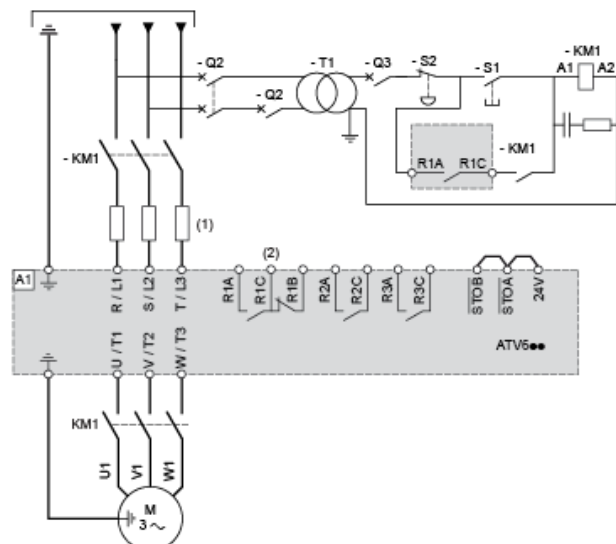 - Q2
- T1
- Q3
- S2
- S1
- KM1
A1
A2
- Q2
- KM1
R1A
R1C
- KM1
(1)
(2)
A1
R / L1
S / L2
T / L3
R1A
R1C
R1B
R2A
R2C
R3A
R3C
STOB
STOA
24V
U / T1
V / T2
W / T3
ATV6●●
KM1
U1
V1
W1
M
3 ~